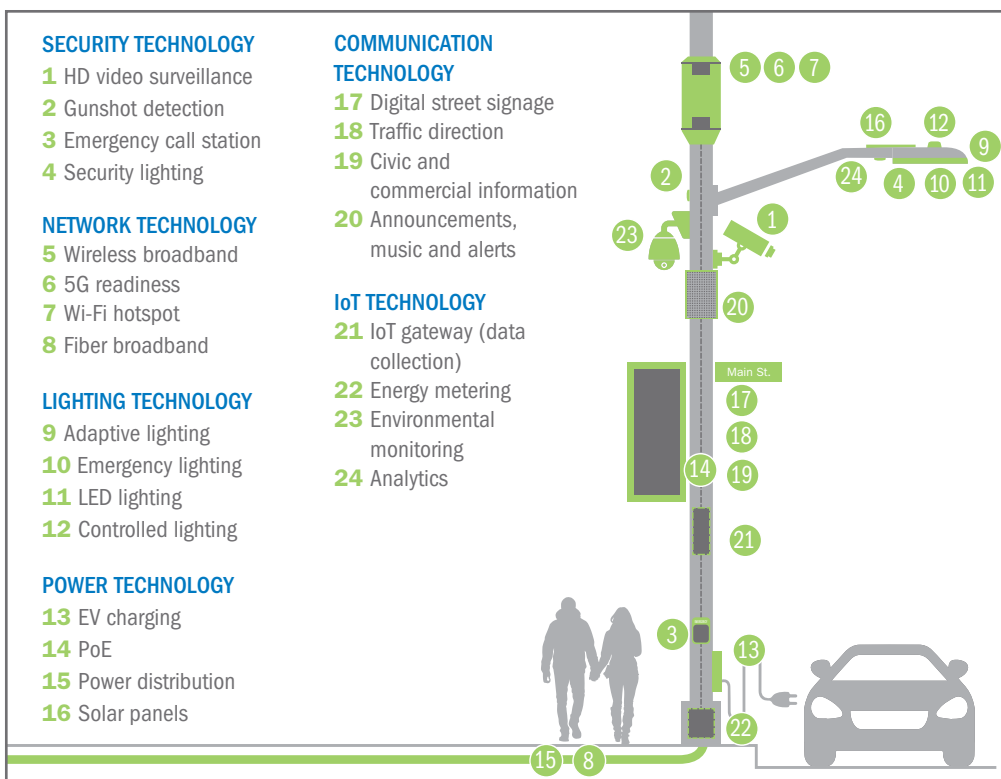 SECURITY TECHNOLOGY
1 HD video surveillance
2 Gunshot detection
3 Emergency call station
4 Security lighting
NETWORK TECHNOLOGY
5 Wireless broadband
6 5G readiness
7 Wi-Fi hotspot
8 Fiber broadband
LIGHTING TECHNOLOGY
9 Adaptive lighting
10 Emergency lighting
11 LED lighting
12 Controlled lighting
POWER TECHNOLOGY
13 EV charging
14 PoE
15 Power distribution
16 Solar panels
COMMUNICATION
TECHNOLOGY
17 Digital street signage
18 Traffic direction
19 Civic and
commercial information
20 Announcements,
music and alerts
IoT TECHNOLOGY
21 IoT gateway (data
collection)
22 Energy metering
23 Environmental
monitoring
24 Analytics
5 6 7
16 12
9
24 4 10 11
2
1
23
20
Main St.
17
18
14 19
21
3
13
22
15 8